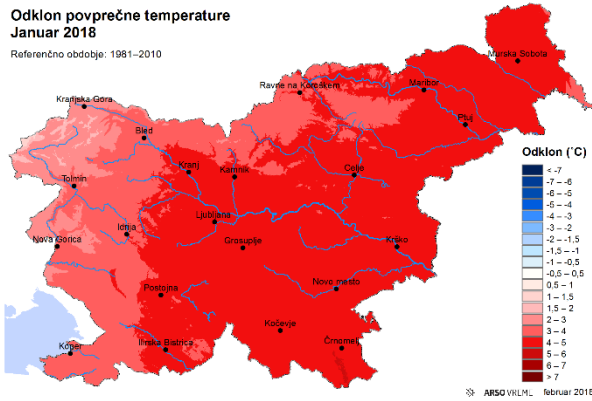 Odklon povprečne temperature
Januar 2018
Referenčno obdobje: 1981–2010
Murska Sobota
Ravne na Koroškem
Maribor
Kranjska Gora
Ptuj
Bled
Kranj
Kamnik
Celje
Tolmin
Ljubljana
Idrija
Nova Gorica
Grosuplje
Krško
Postojna
Novo mesto
Kočevje
Koper
Ilirska Bistrica
Črnomelj
Odklon (°C)
< -7
-7 – -6
-6 – -5
-5 – -4
-4 – -3
-3 – -2
-2 – -1,5
-1,5 – -1
-1 – -0,5
-0,5 – 0,5
0,5 – 1
1 – 1,5
1,5 – 2
2 – 3
3 – 4
4 – 5
5 – 6
6 – 7
> 7
ARSO VREME februar 2018